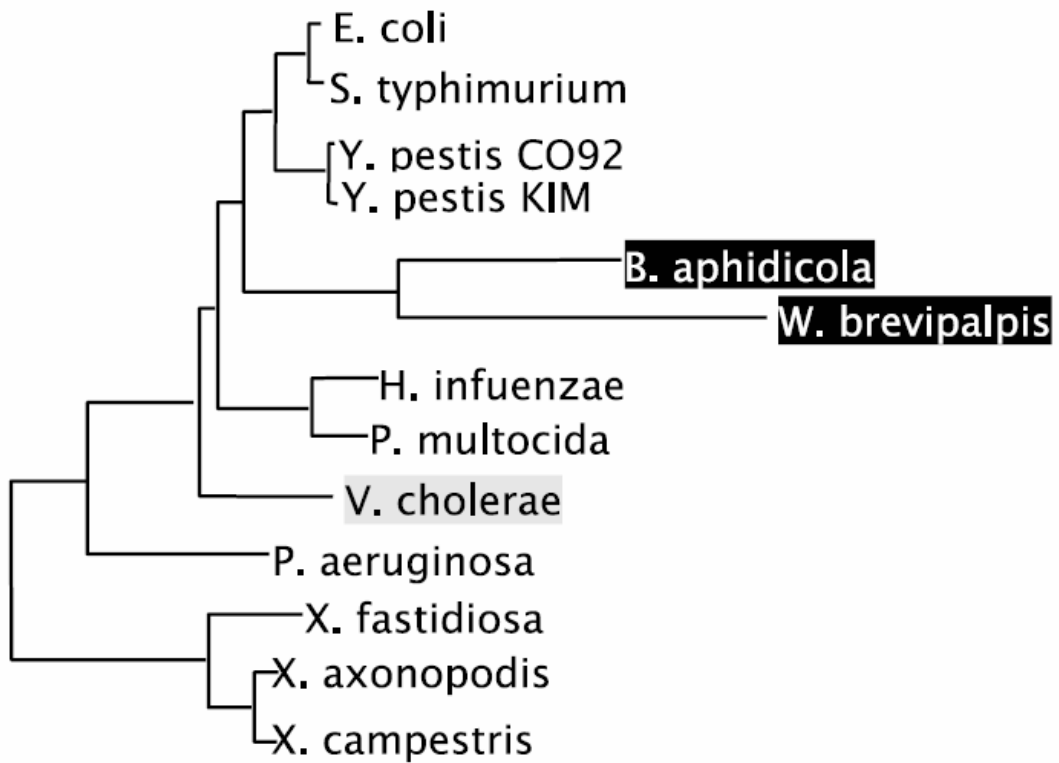 E. coli
S. typhimurium
Y. pestis CO92
Y. pestis KIM
B. aphidicola
W. brevipalpis
H. infuenzae
P. multocida
V. cholerae
P. aeruginosa
X. fastidiosa
X. axonopodis
X. campestris